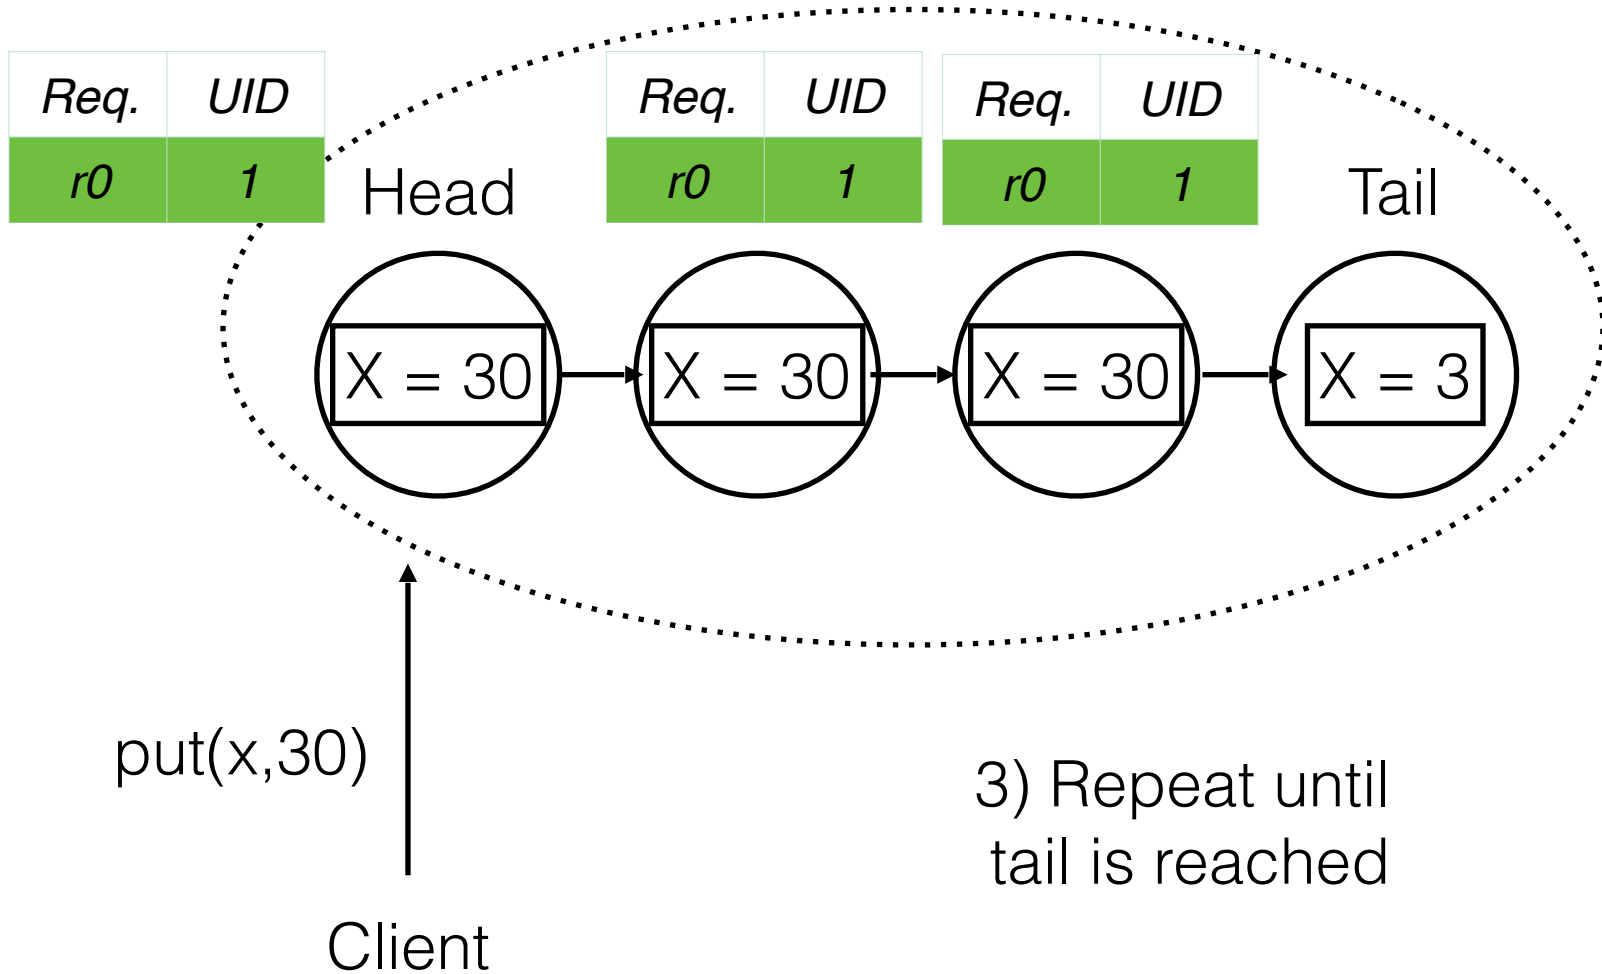 Req. UID
r0 1
Req. UID
r0 1
Req. UID
r0 1
Head
Tail
X = 30
X = 30
X = 30
X = 3
put(x,30)
3) Repeat until
tail is reached
Client